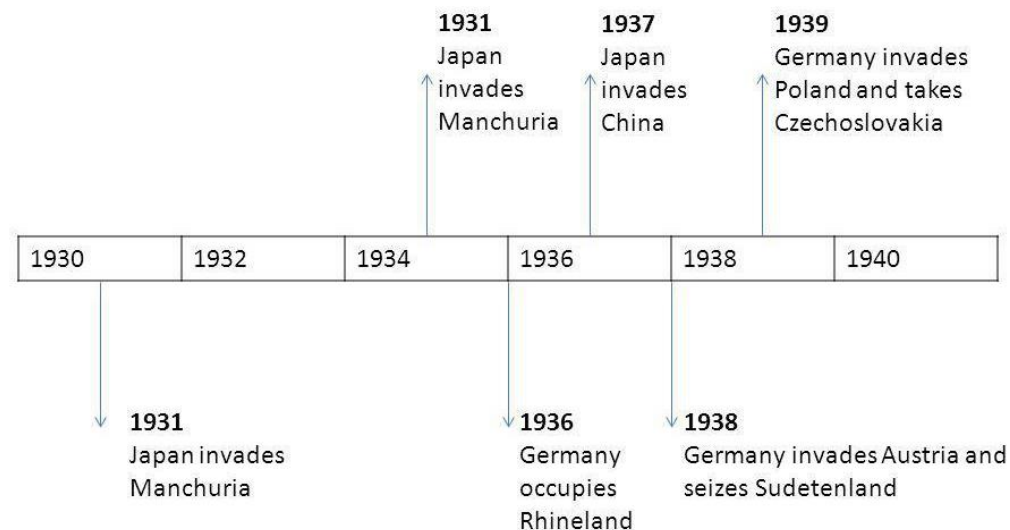 1931
Japan
invades
Manchuria
1937
Japan
invades
China
1939
Germany invades
Poland and takes
Czechoslovakia
1930
1932
1934
1936
1938
1940
1931
Japan invades
Manchuria
1936
Germany
occupies
Rhineland
1938
Germany invades Austria and
seizes Sudetenland